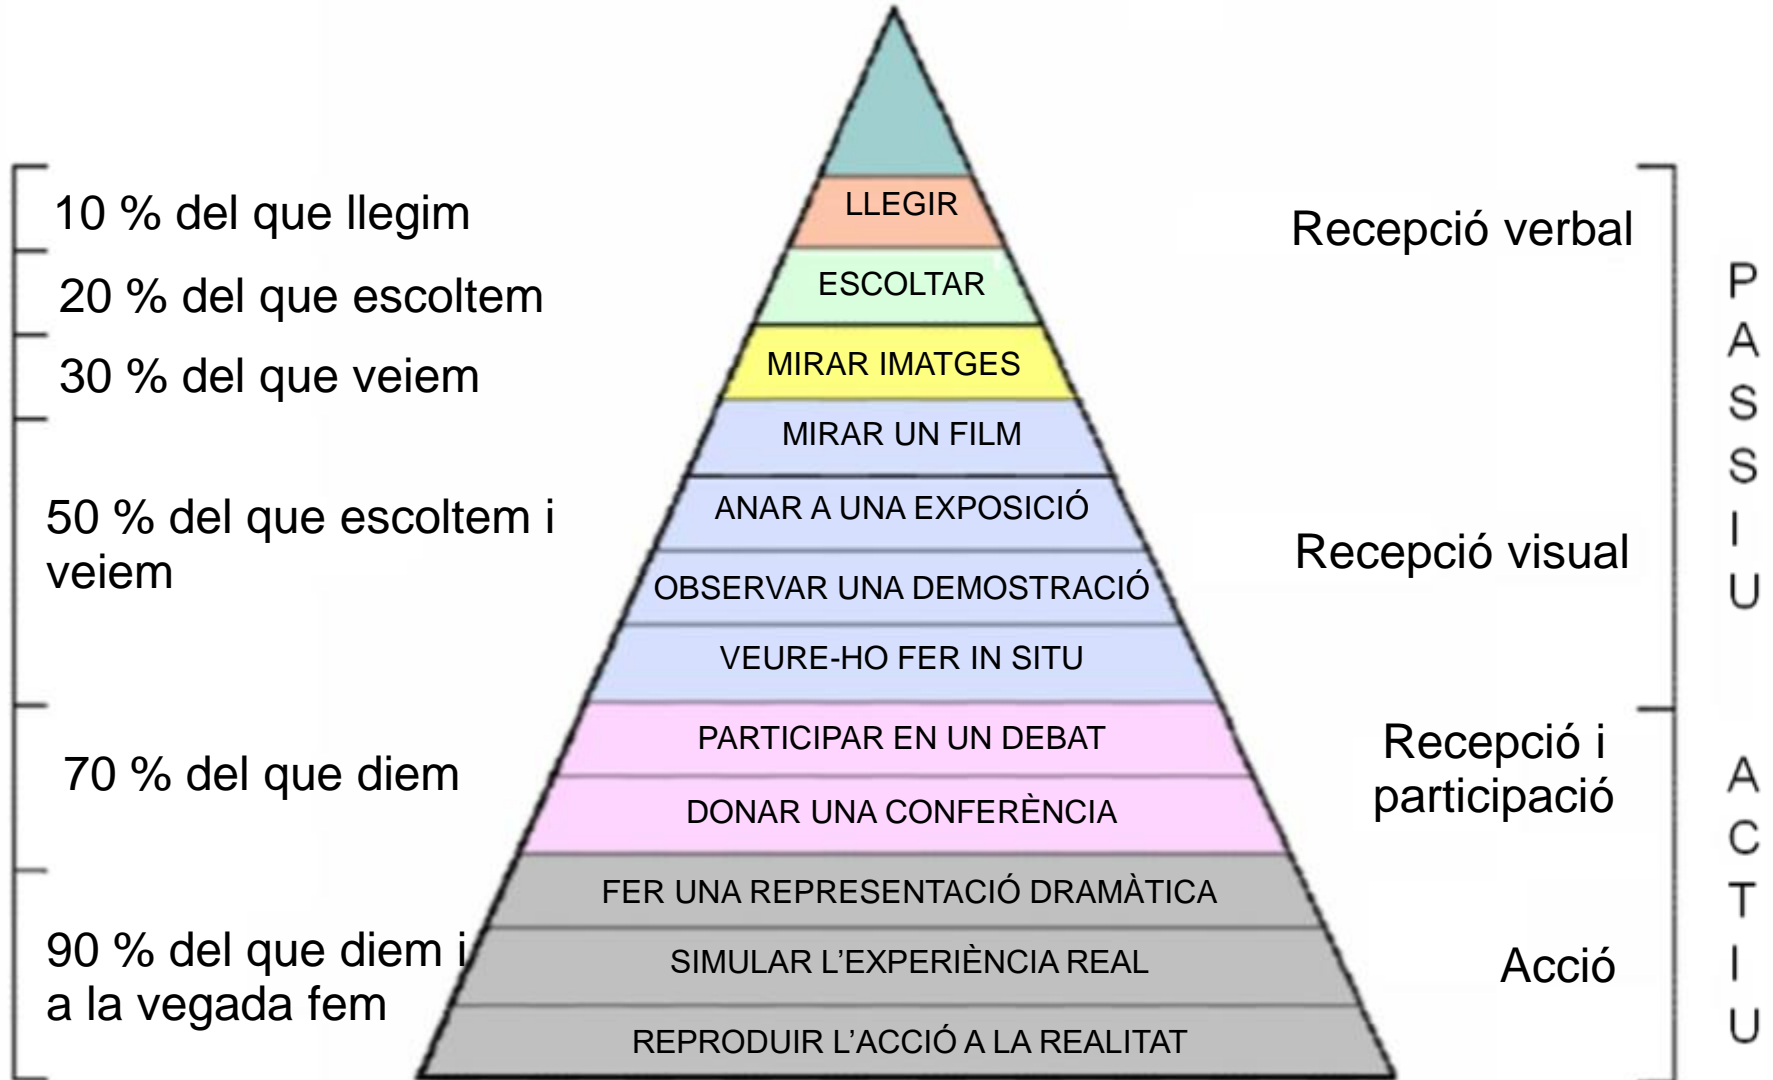 10 % del que llegim
20 % del que escoltem
30 % del que veiem
50 % del que escoltem i
veiem
70 % del que diem
90 % del que diem i
a la vegada fem
LLEGIR
ESCOLTAR
MIRAR IMATGES
MIRAR UN FILM
ANAR A UNA EXPOSICIÓ
OBSERVAR UNA DEMOSTRACIÓ
VEURE-HO FER IN SITU
PARTICIPAR EN UN DEBAT
DONAR UNA CONFERÈNCIA
FER UNA REPRESENTACIÓ DRAMÀTICA
SIMULAR L’EXPERIÈNCIA REAL
REPRODUIR L’ACCIÓ A LA REALITAT
Recepció verbal
Recepció visual
Recepció i
participació
Acció
PASSIU
ACTIU